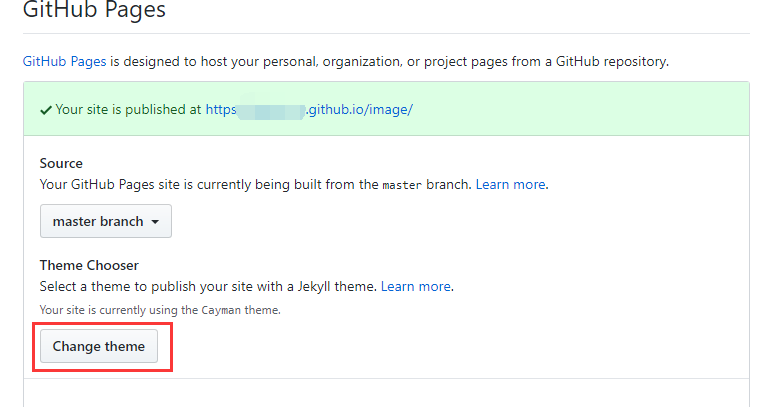 GitHub Pages
GitHub Pages is designed to host your personal, organization, or project pages from a GitHub repository.
Your site is published at https .github.io/image/
Source
Your GitHub Pages site is currently being built from the master branch. Learn more.
master branch
Theme Chooser
Select a theme to publish your site with a Jekyll theme. Learn more.
Your site is currently using the Cayman theme.
Change theme